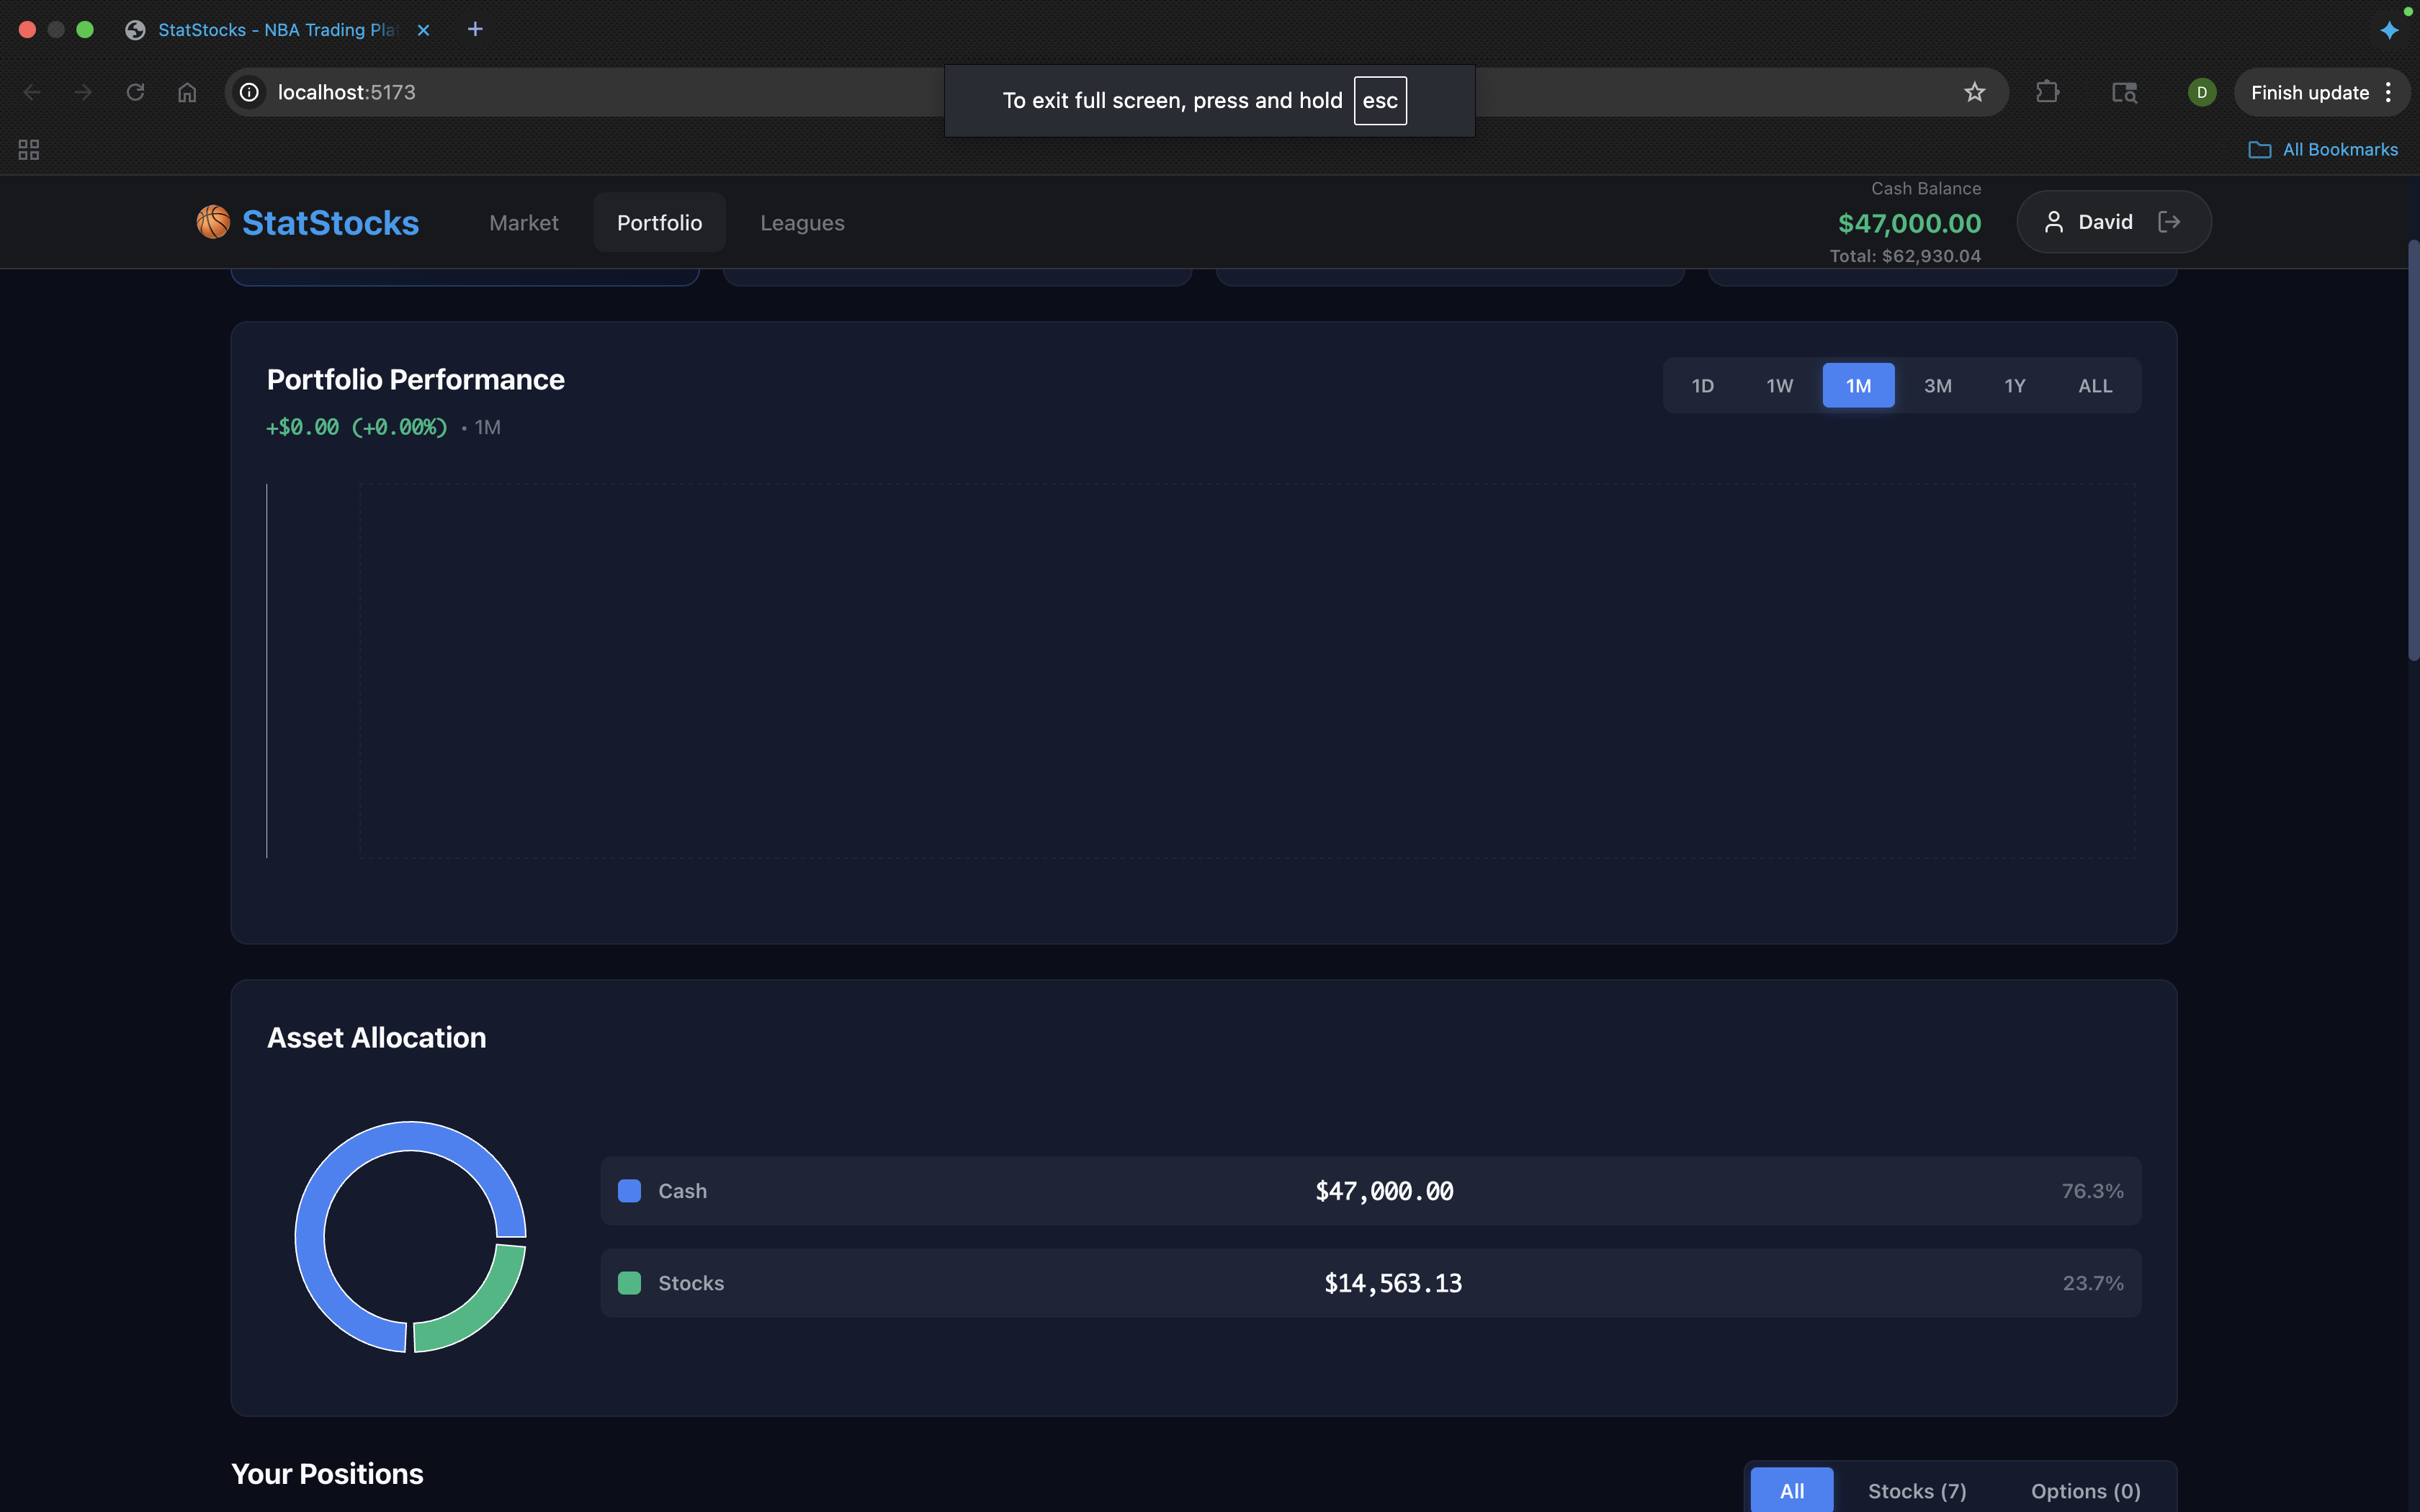 StatStocks - NBA Trading Pla
localhost:5173
To exit full screen, press and hold esc
D
Finish update
All Bookmarks
StatStocks
Market
Portfolio
Leagues
Cash Balance
$47,000.00
Total: $62,930.04
David
Portfolio Performance
+$0.00 (+0.00%) • 1M
1D 1W 1M 3M 1Y ALL
Asset Allocation
Cash $47,000.00 76.3%
Stocks $14,563.13 23.7%
Your Positions
All Stocks (7) Options (0)